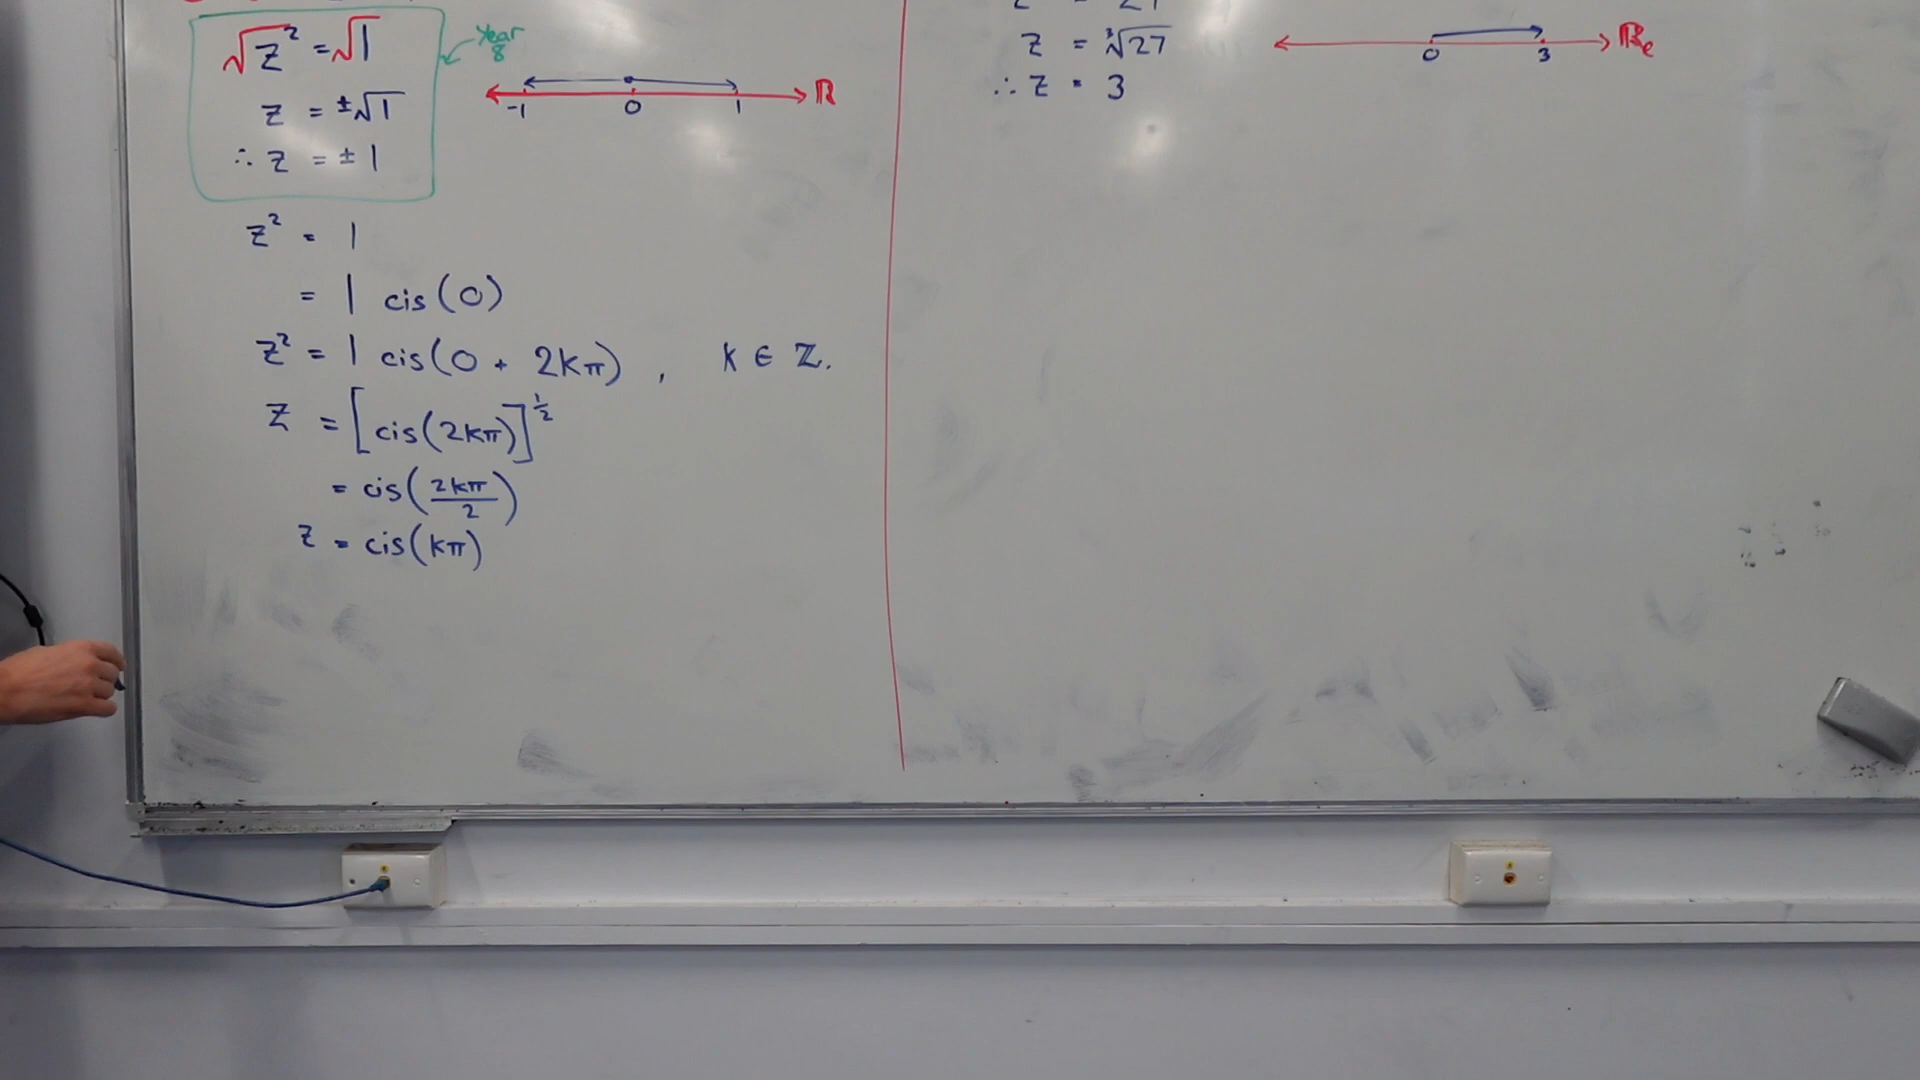 √z² = √1
z = ±√1
∴ z = ± 1
Year 8
-1 0 1 ℝ
z² = 1
= 1 cis(0)
z² = 1 cis(0 + 2kπ) , k ∈ ℤ.
z = [cis(2kπ)]^½
= cis(2kπ/2)
z = cis(kπ)
z = ³√27
∴ z = 3
0 3 ℝe